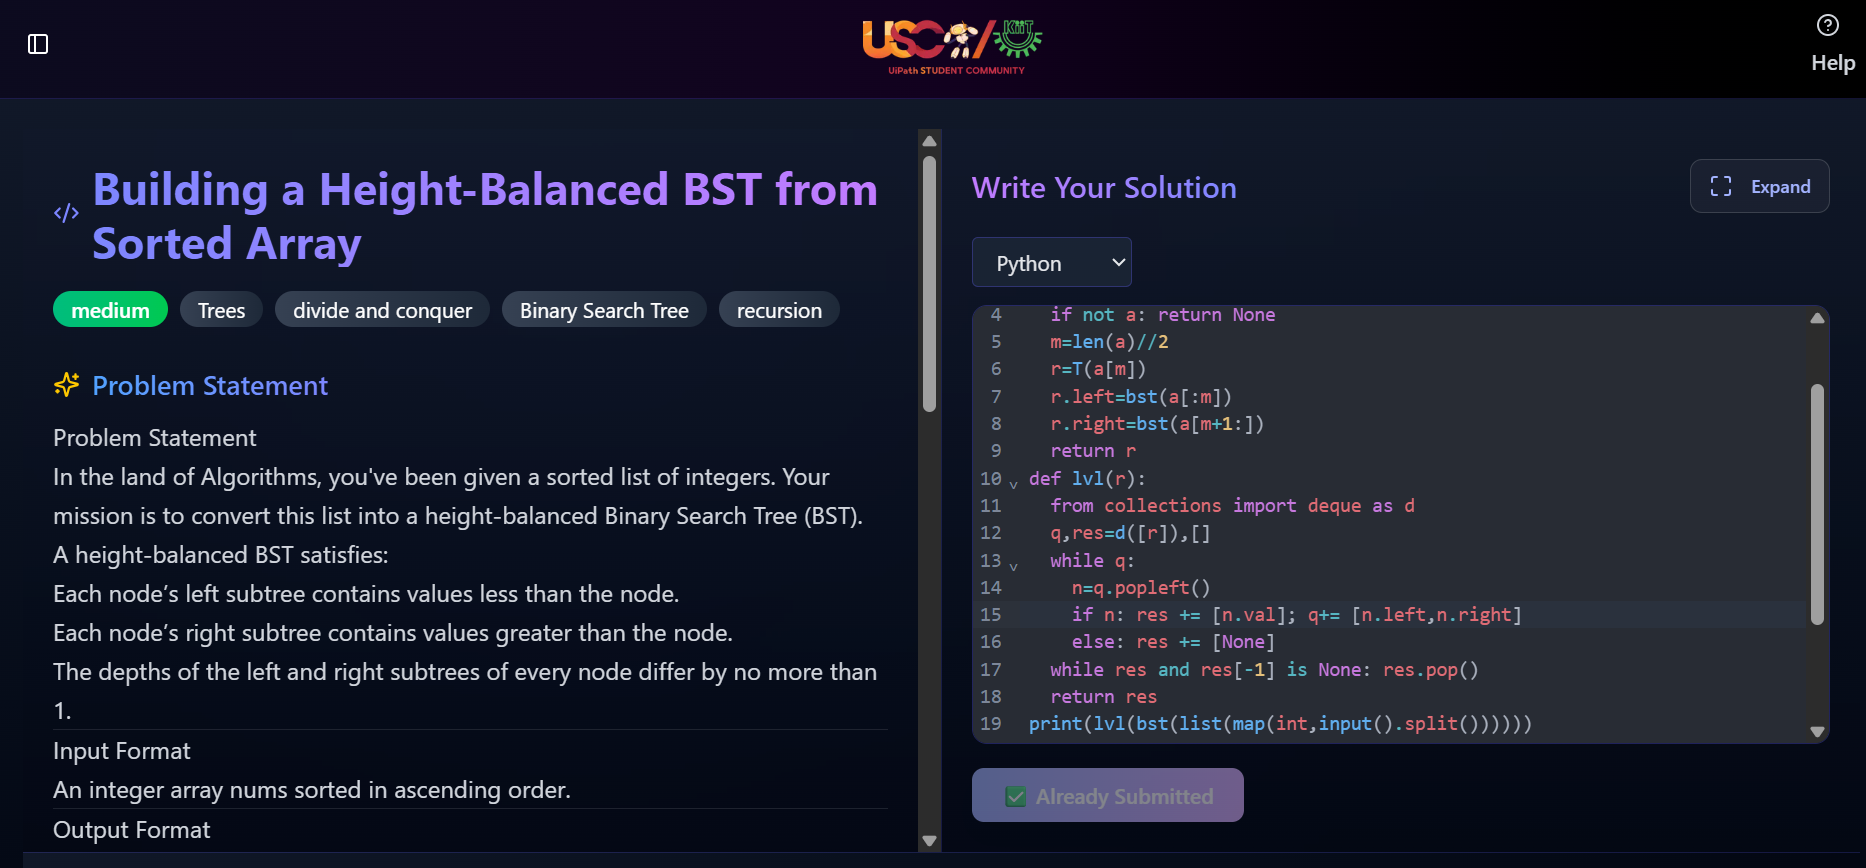 USC/KIIT
UiPath STUDENT COMMUNITY
Help
</> Building a Height-Balanced BST from
Sorted Array
medium Trees divide and conquer Binary Search Tree recursion
Problem Statement
Problem Statement
In the land of Algorithms, you've been given a sorted list of integers. Your
mission is to convert this list into a height-balanced Binary Search Tree (BST).
A height-balanced BST satisfies:
Each node’s left subtree contains values less than the node.
Each node’s right subtree contains values greater than the node.
The depths of the left and right subtrees of every node differ by no more than
1.
Input Format
An integer array nums sorted in ascending order.
Output Format
Write Your Solution
Expand
Python
4 if not a: return None
5 m=len(a)//2
6 r=T(a[m])
7 r.left=bst(a[:m])
8 r.right=bst(a[m+1:])
9 return r
10 def lvl(r):
11 from collections import deque as d
12 q,res=d([r]),[]
13 while q:
14 n=q.popleft()
15 if n: res += [n.val]; q+= [n.left,n.right]
16 else: res += [None]
17 while res and res[-1] is None: res.pop()
18 return res
19 print(lvl(bst(list(map(int,input().split())))))
Already Submitted